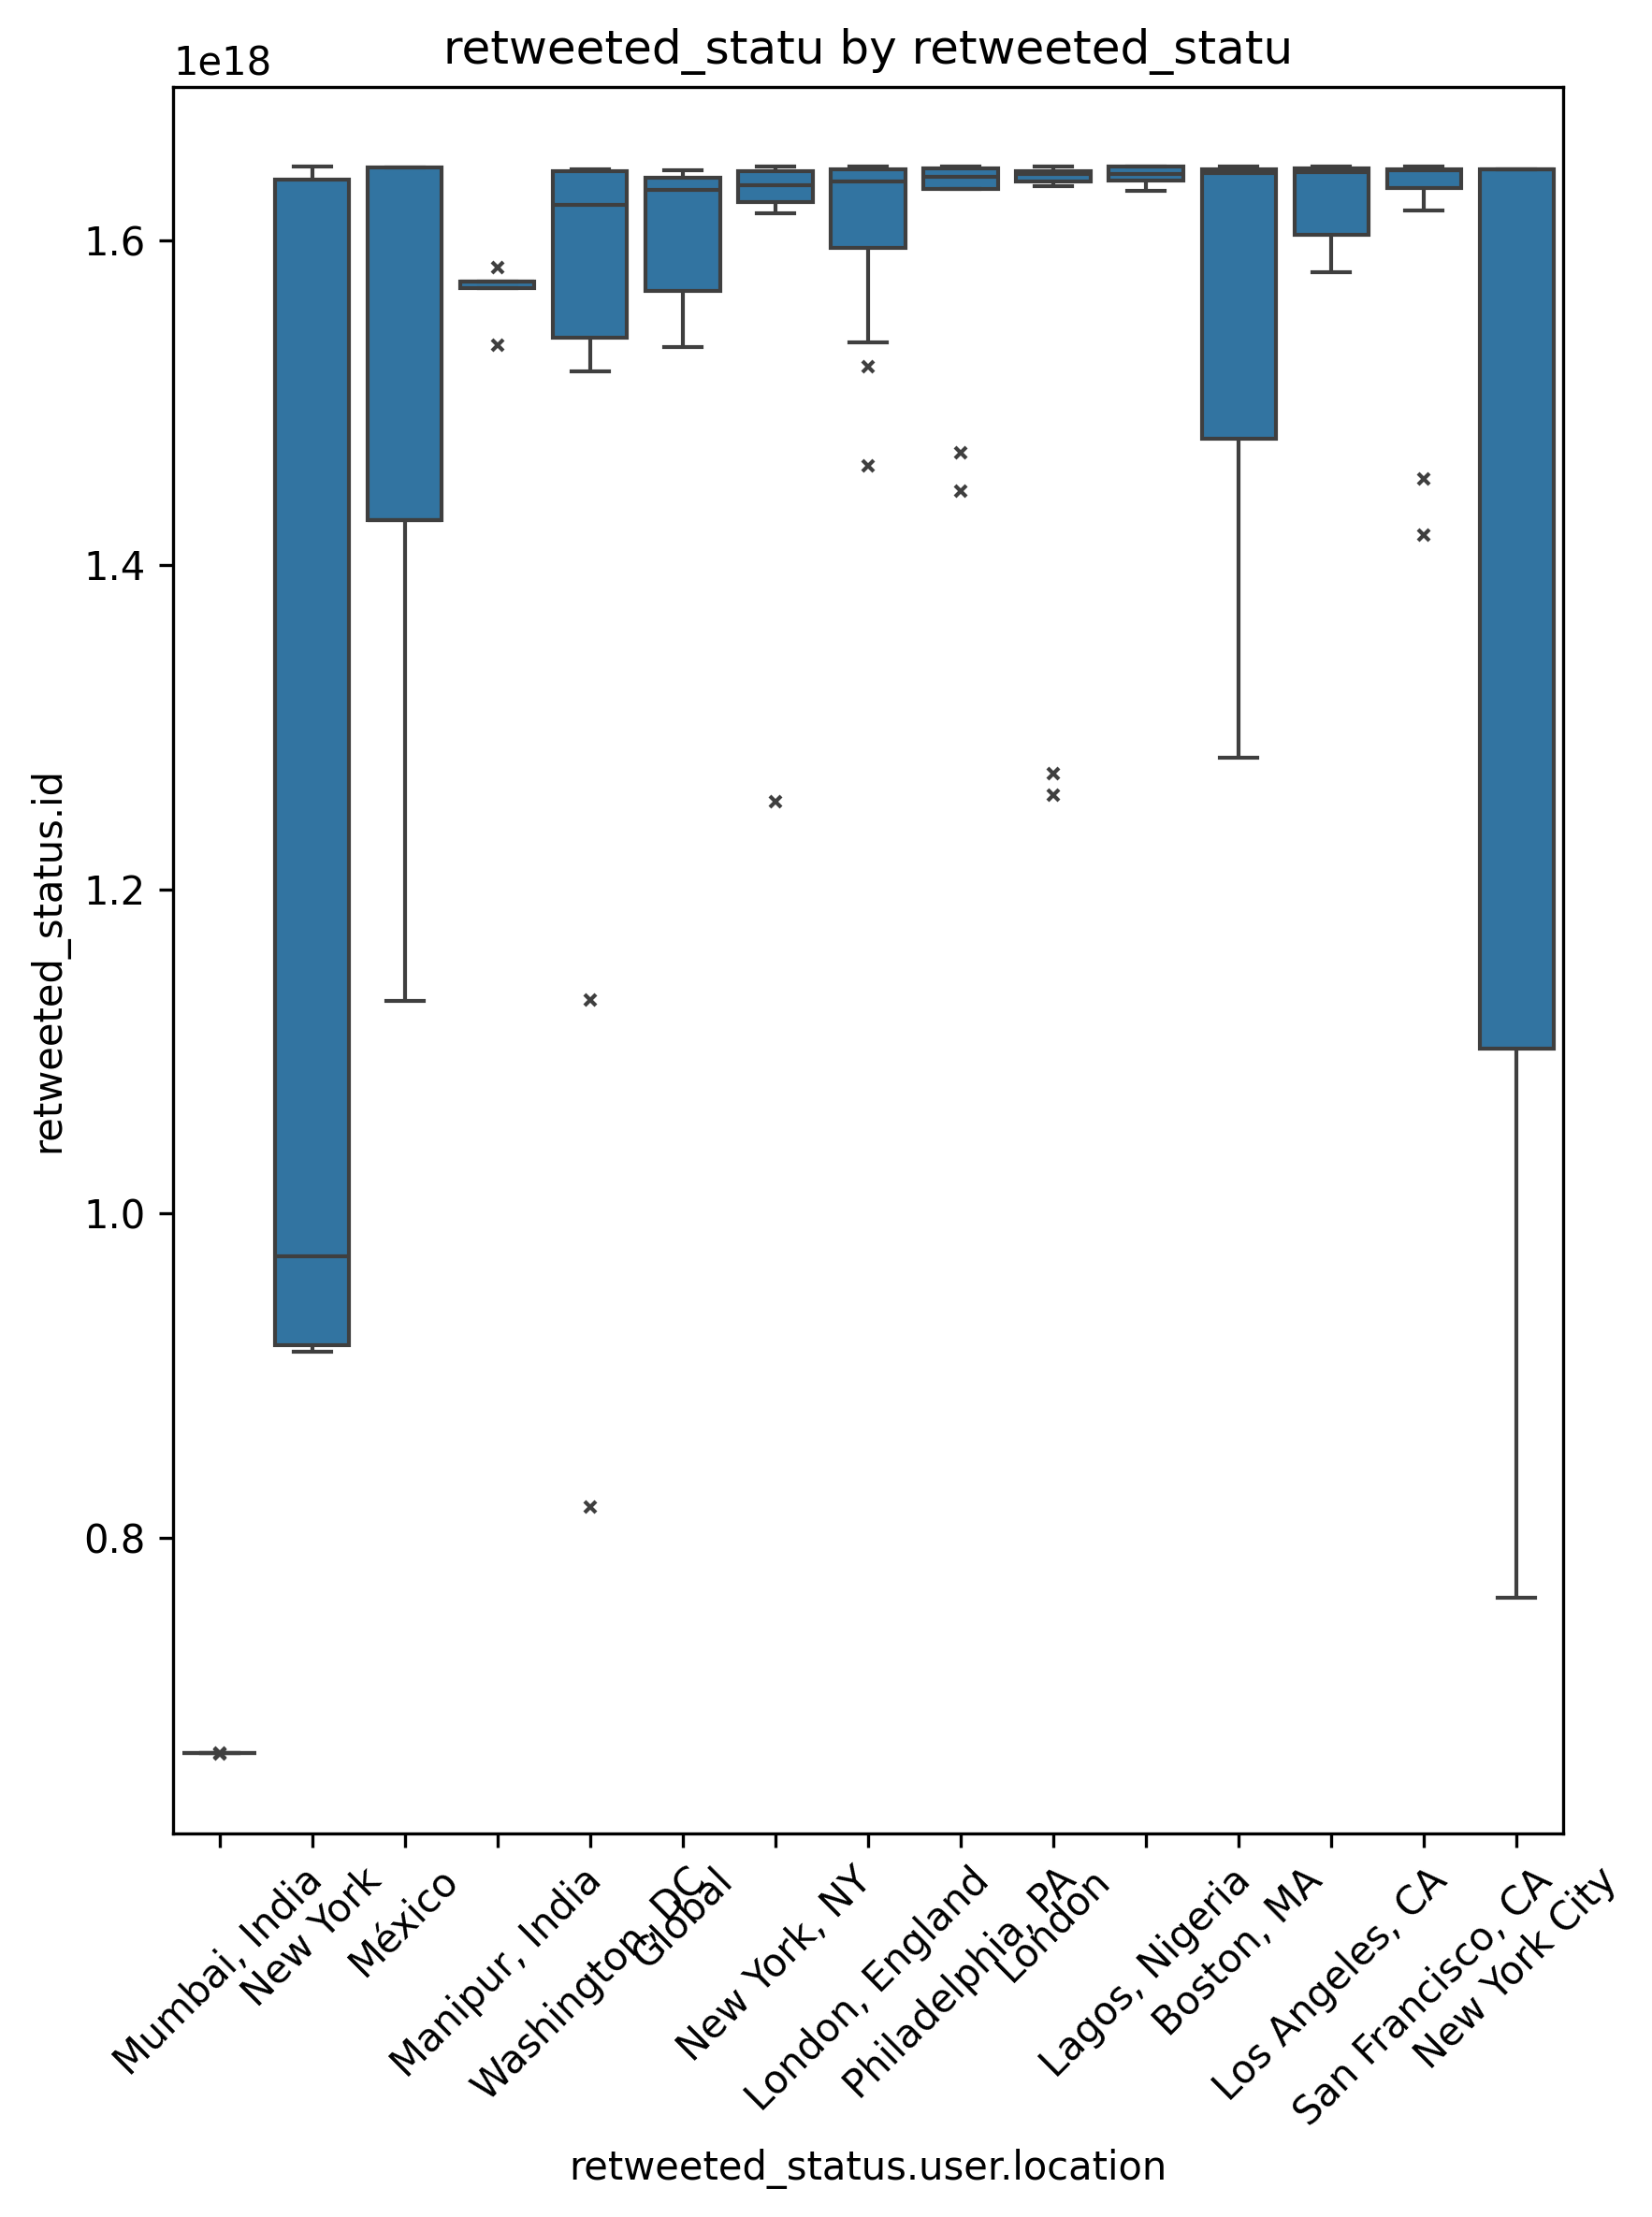 retweeted_statu by retweeted_statu
1e18
1.6
1.4
1.2
1.0
0.8
retweeted_status.id
Mumbai, India
New York
México
Manipur, India
Washington, DC
Global
New York, NY
London, England
Philadelphia, PA
London
Lagos, Nigeria
Boston, MA
Los Angeles, CA
San Francisco, CA
New York City
retweeted_status.user.location